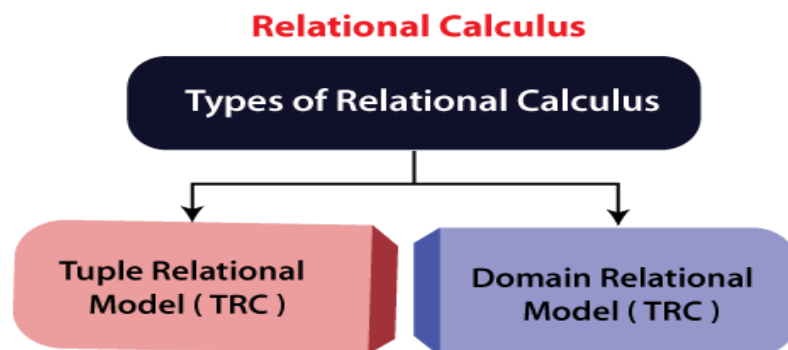 Relational Calculus
Types of Relational Calculus
Tuple Relational
Model ( TRC )
Domain Relational
Model ( TRC )